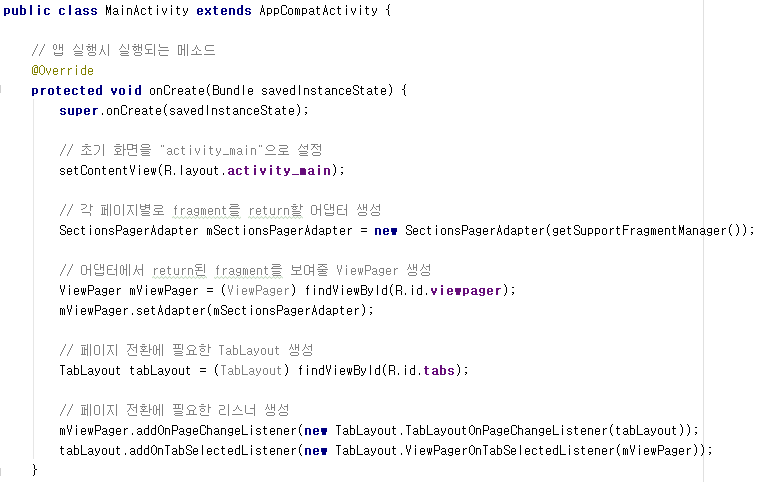 public class MainActivity extends AppCompatActivity {
// 앱 실행시 실행되는 메소드
@Override
protected void onCreate(Bundle savedInstanceState) {
super.onCreate(savedInstanceState);
// 초기 화면을 "activity_main"으로 설정
setContentView(R.layout.activity_main);
// 각 페이지별로 fragment를 return할 어댑터 생성
SectionsPagerAdapter mSectionsPagerAdapter = new SectionsPagerAdapter(getSupportFragmentManager());
// 어댑터에서 return된 fragment를 보여줄 ViewPager 생성
ViewPager mViewPager = (ViewPager) findViewById(R.id.viewpager);
mViewPager.setAdapter(mSectionsPagerAdapter);
// 페이지 전환에 필요한 TabLayout 생성
TabLayout tabLayout = (TabLayout) findViewById(R.id.tabs);
// 페이지 전환에 필요한 리스너 생성
mViewPager.addOnPageChangeListener(new TabLayout.TabLayoutOnPageChangeListener(tabLayout));
tabLayout.addOnTabSelectedListener(new TabLayout.ViewPagerOnTabSelectedListener(mViewPager));
}